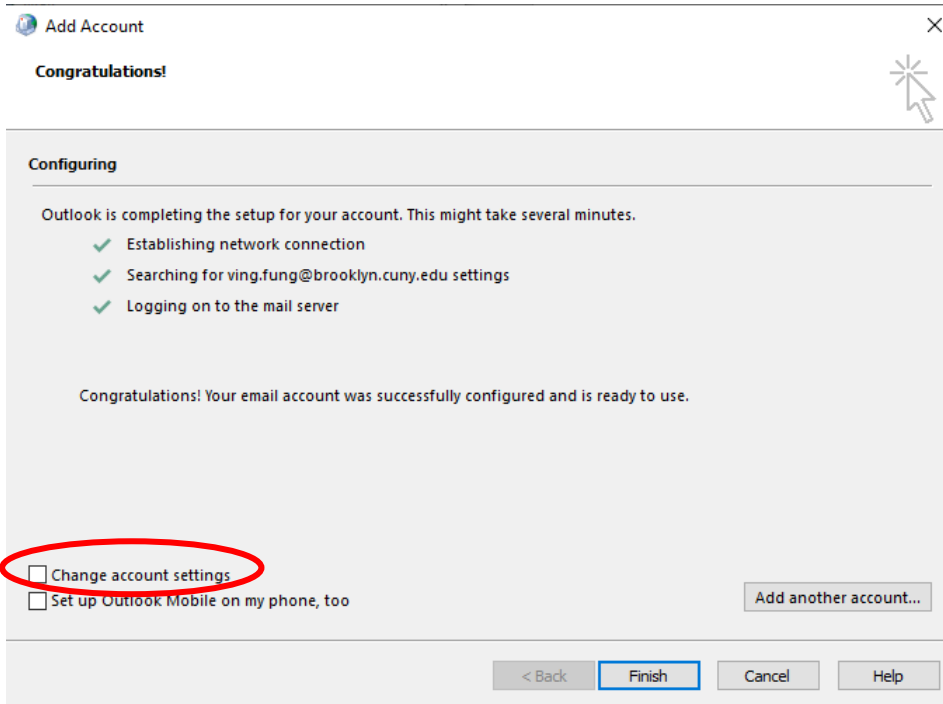 Add Account
Congratulations!
Configuring
Outlook is completing the setup for your account. This might take several minutes.
Establishing network connection
Searching for ving.fung@brooklyn.cuny.edu settings
Logging on to the mail server
Congratulations! Your email account was successfully configured and is ready to use.
Change account settings
Set up Outlook Mobile on my phone, too
Add another account...
< Back Finish Cancel Help